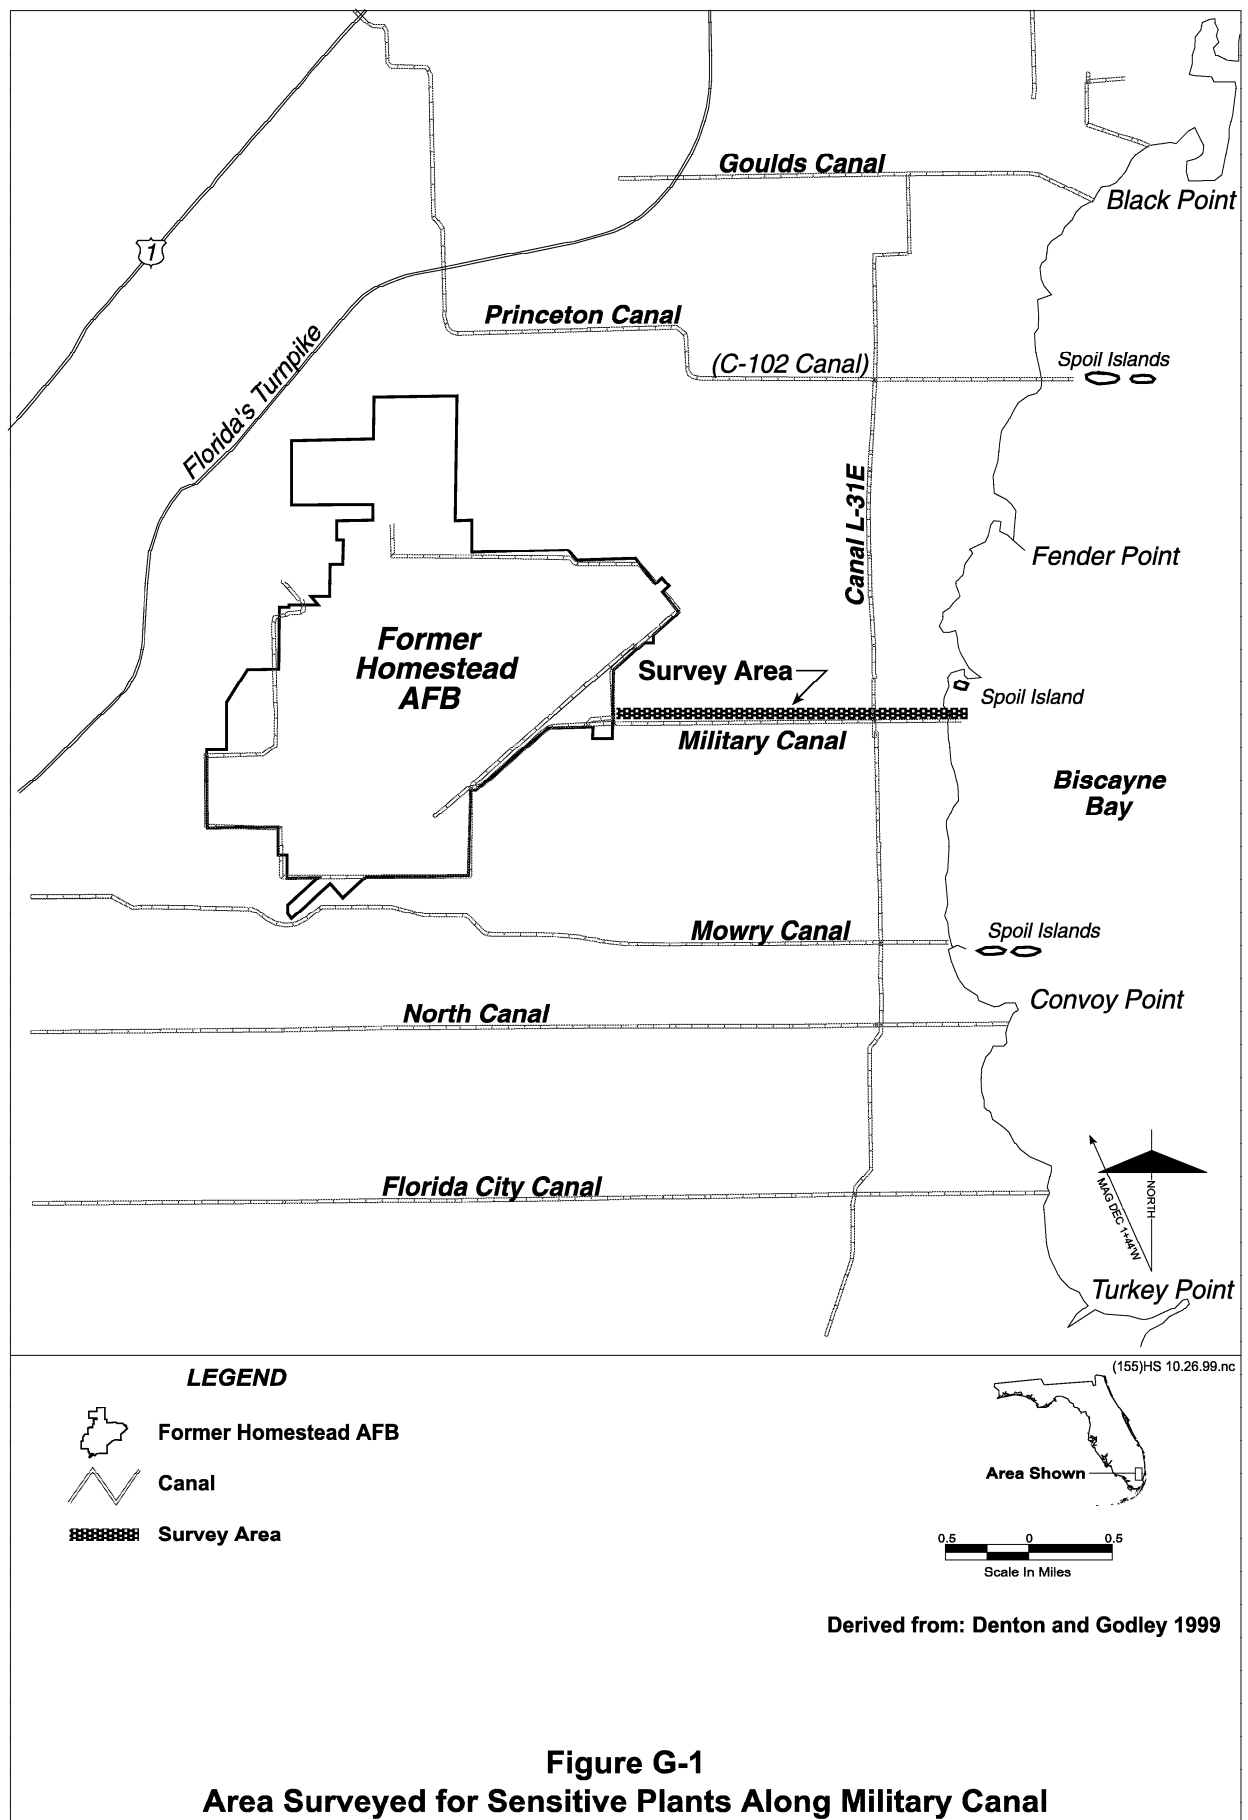 Goulds Canal
Black Point
1
Princeton Canal
(C-102 Canal)
Spoil Islands
Florida's Turnpike
Canal L-31E
Fender Point
Former
Homestead
AFB
Survey Area
Spoil Island
Military Canal
Biscayne
Bay
Mowry Canal
Spoil Islands
Convoy Point
North Canal
Florida City Canal
NORTH
MAG DEC 1+44'W
Turkey Point
LEGEND
(155)HS 10.26.99.nc
Former Homestead AFB
Canal
Area Shown
Survey Area
0.5 0 0.5
Scale In Miles
Derived from: Denton and Godley 1999
Figure G-1
Area Surveyed for Sensitive Plants Along Military Canal